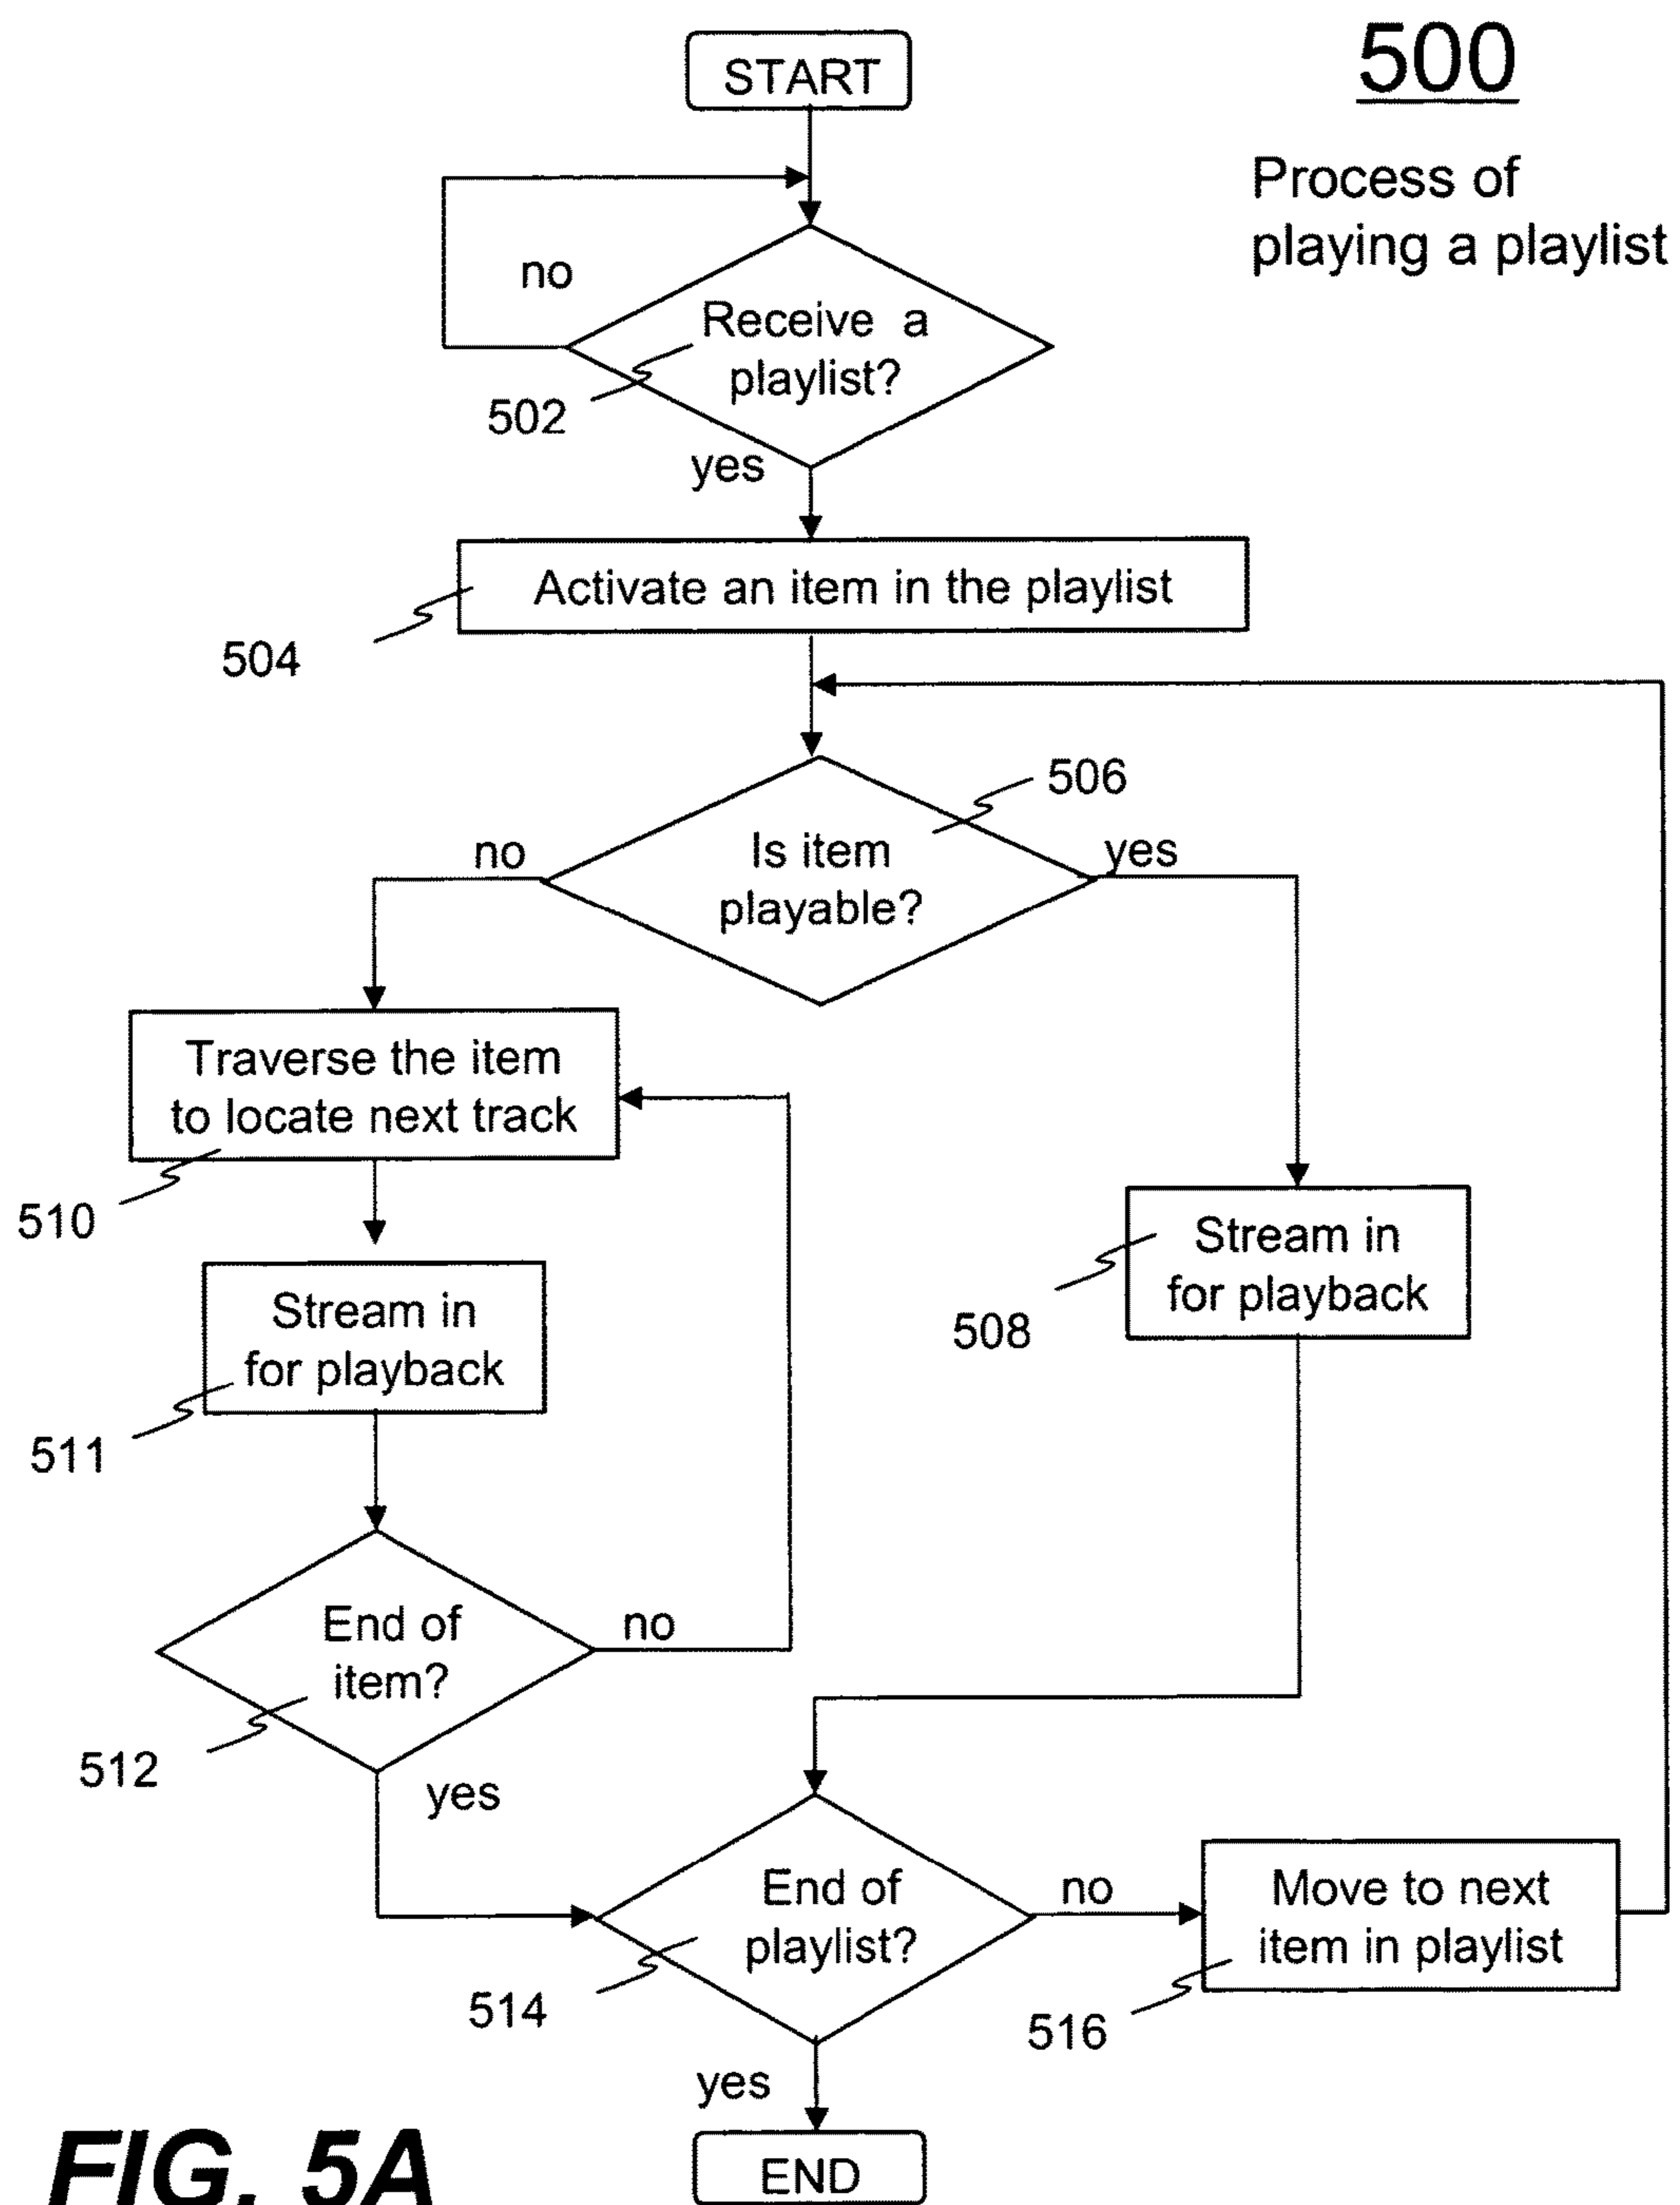 START
500
Process of
playing a playlist
no
Receive a
playlist?
502
yes
Activate an item in the playlist
504
506
no
Is item
playable?
yes
Traverse the item
to locate next track
510
Stream in
for playback
508
Stream in
for playback
511
End of
item?
no
512
yes
End of
playlist?
no
Move to next
item in playlist
514
516
yes
END
FIG. 5A